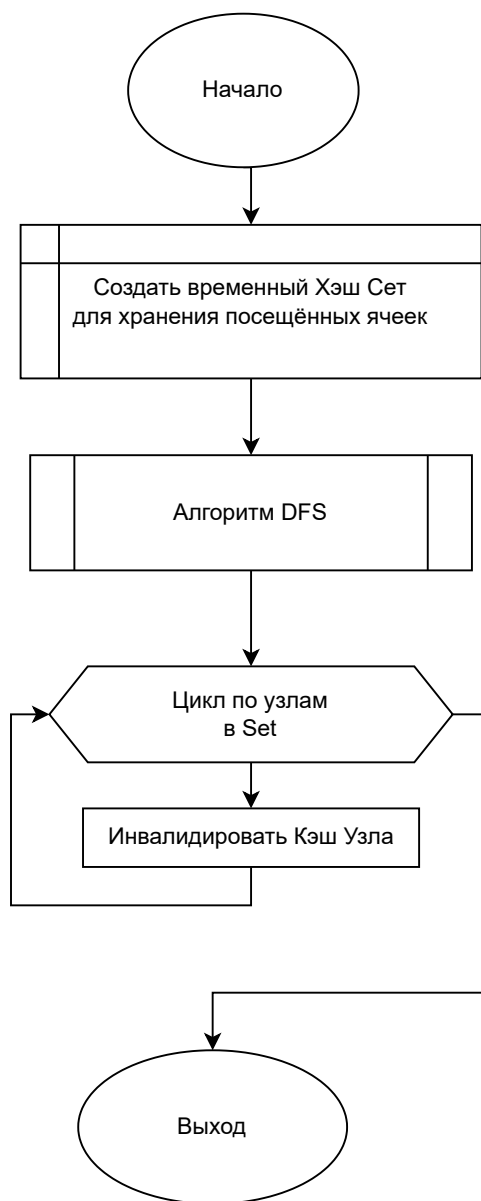 Начало
Создать временный Хэш Сет
для хранения посещённых ячеек
Алгоритм DFS
Цикл по узлам
в Set
Инвалидировать Кэш Узла
Выход